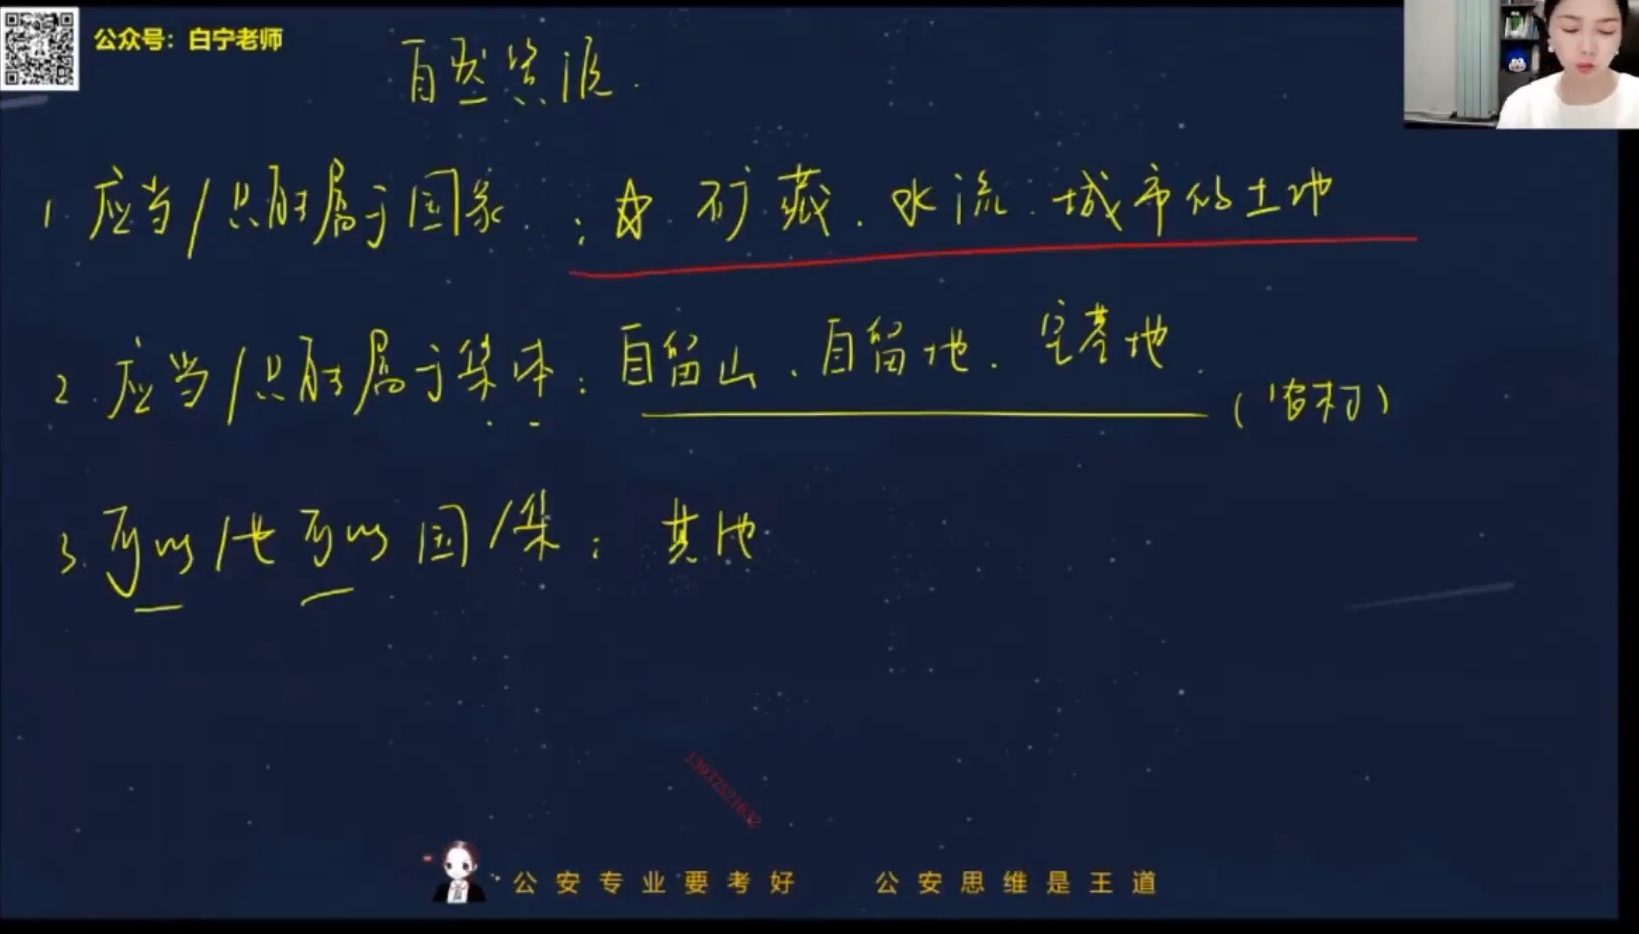 公众号：白宁老师
自然资源.
1. 应当/只能属于国家：☆ 矿藏、水流、城市的土地
2. 应当/只能属于集体：自留山、自留地、宅基地.
(农村)
3. 可以/也可以 国/集：其他
13937521632
公安专业要考好 公安思维是王道